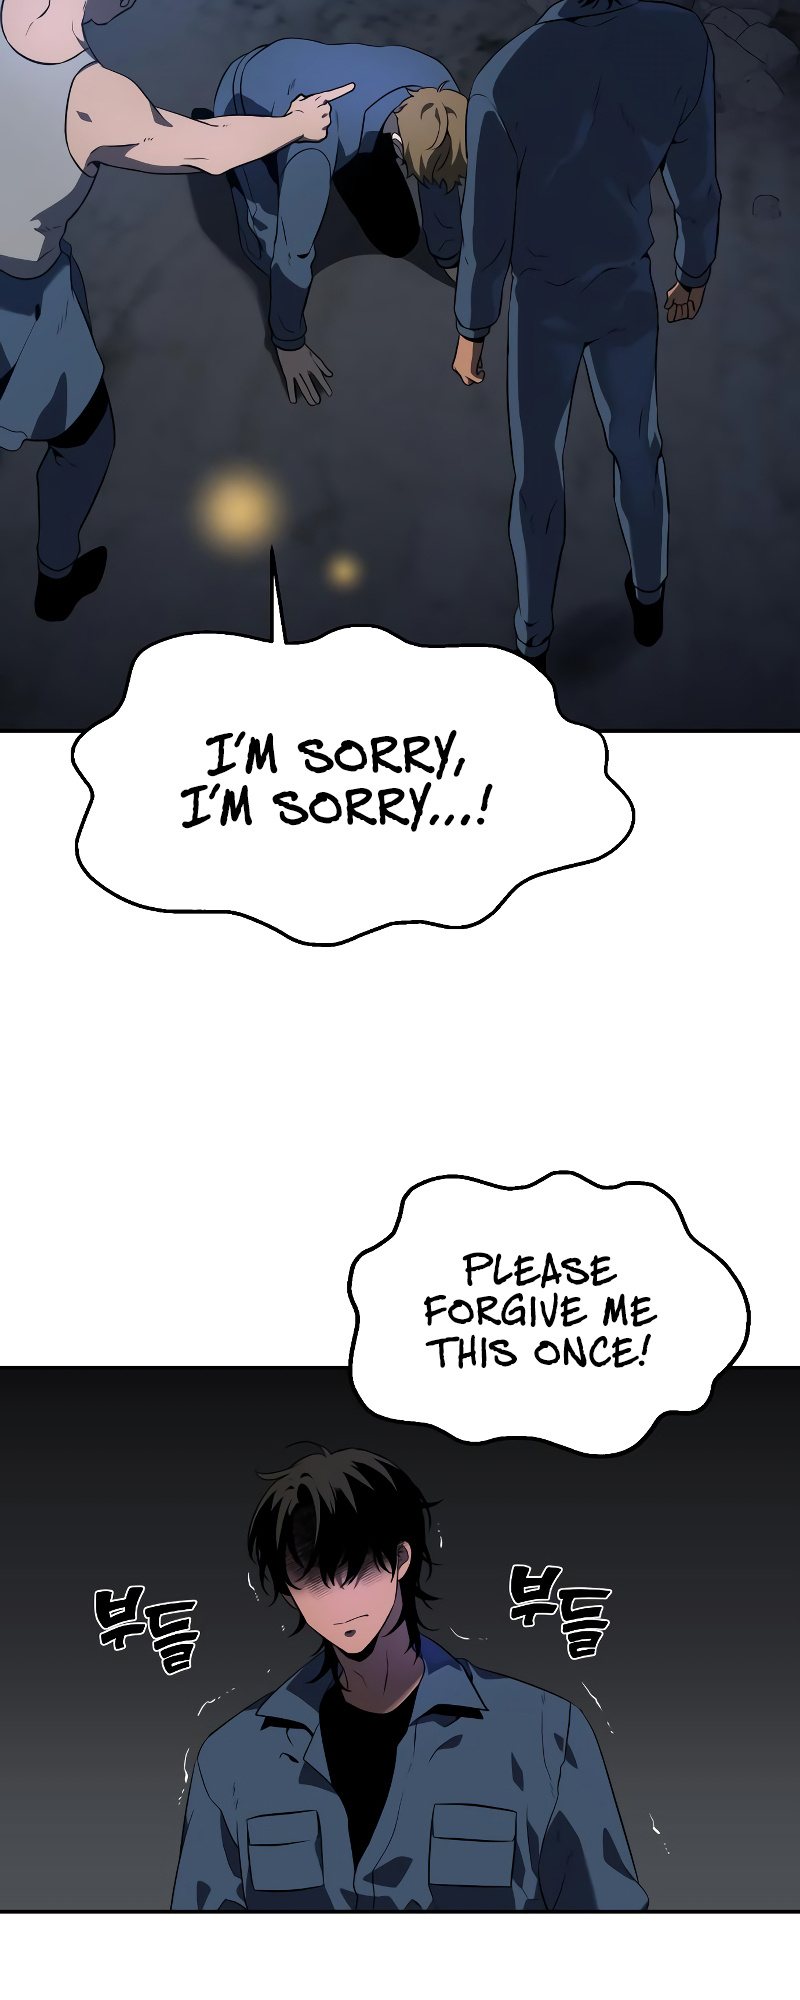 I'M SORRY,
I'M SORRY...!
PLEASE
FORGIVE ME
THIS ONCE!
부들
부들